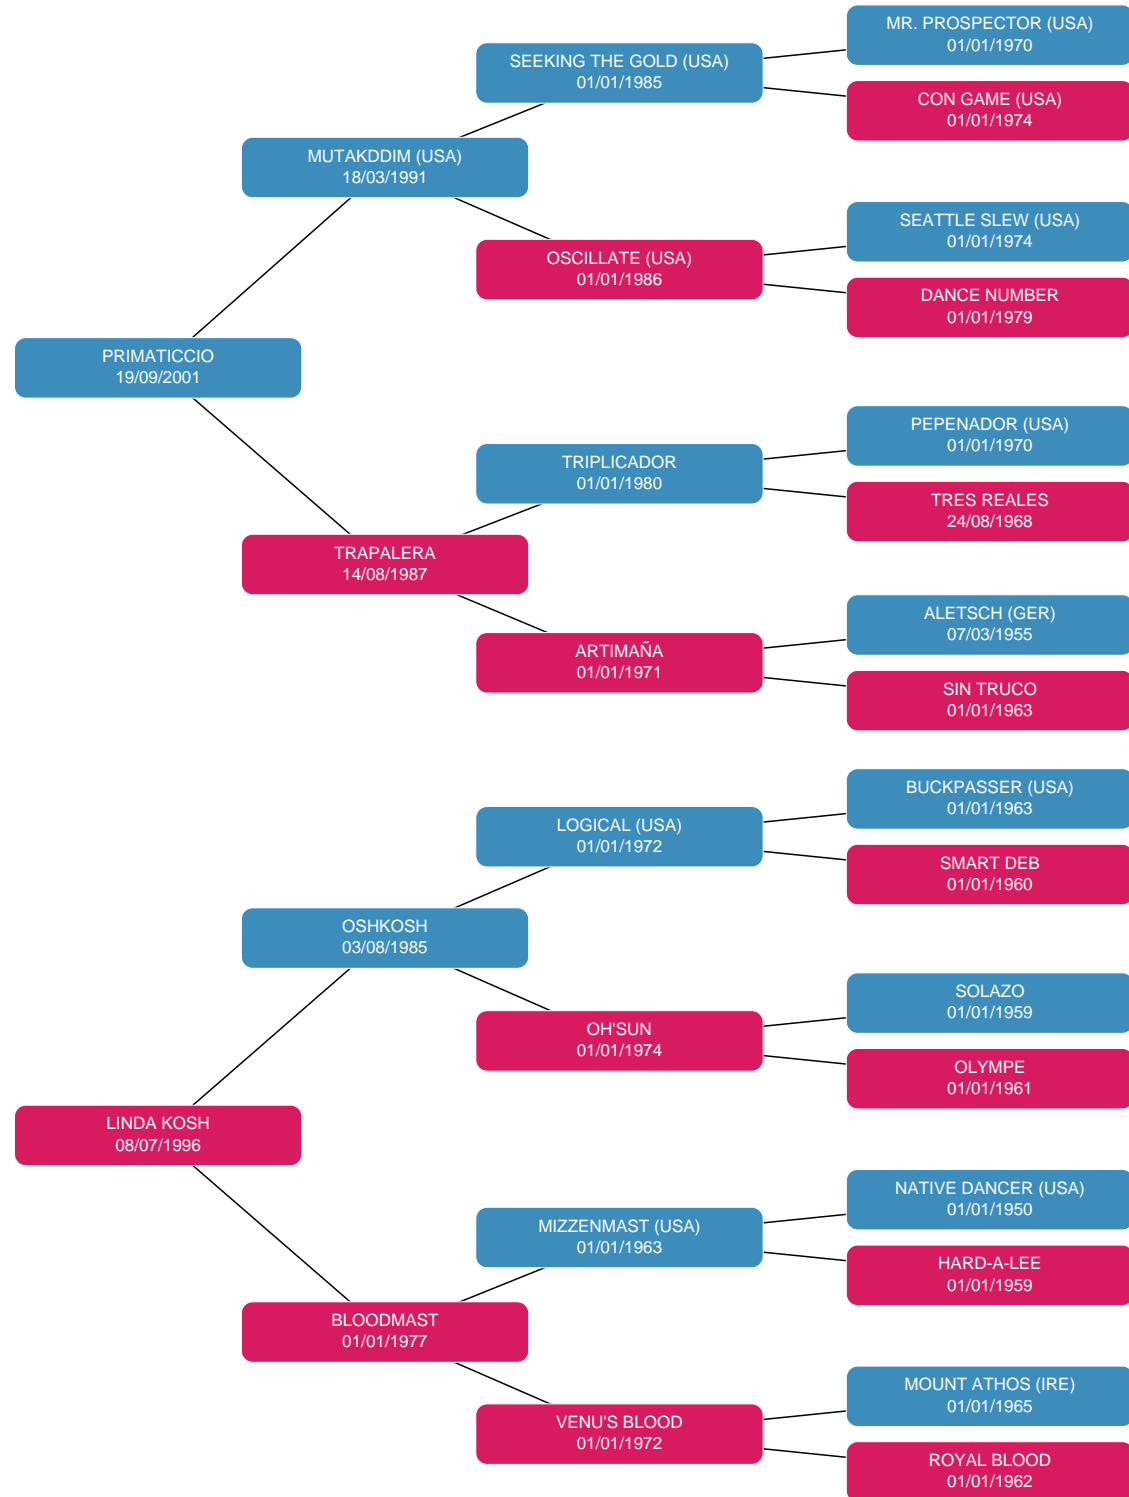 MR. PROSPECTOR (USA)
01/01/1970
SEEKING THE GOLD (USA)
01/01/1985
CON GAME (USA)
01/01/1974
MUTAKDDIM (USA)
18/03/1991
SEATTLE SLEW (USA)
01/01/1974
OSCILLATE (USA)
01/01/1986
DANCE NUMBER
01/01/1979
PRIMATICCIO
19/09/2001
PEPENADOR (USA)
01/01/1970
TRIPLICADOR
01/01/1980
TRES REALES
24/08/1968
TRAPALERA
14/08/1987
ALETSCH (GER)
07/03/1955
ARTIMAÑA
01/01/1971
SIN TRUCO
01/01/1963
BUCKPASSER (USA)
01/01/1963
LOGICAL (USA)
01/01/1972
SMART DEB
01/01/1960
OSHKOSH
03/08/1985
SOLAZO
01/01/1959
OH'SUN
01/01/1974
OLYMPE
01/01/1961
LINDA KOSH
08/07/1996
NATIVE DANCER (USA)
01/01/1950
MIZZENMAST (USA)
01/01/1963
HARD-A-LEE
01/01/1959
BLOODMAST
01/01/1977
MOUNT ATHOS (IRE)
01/01/1965
VENU'S BLOOD
01/01/1972
ROYAL BLOOD
01/01/1962